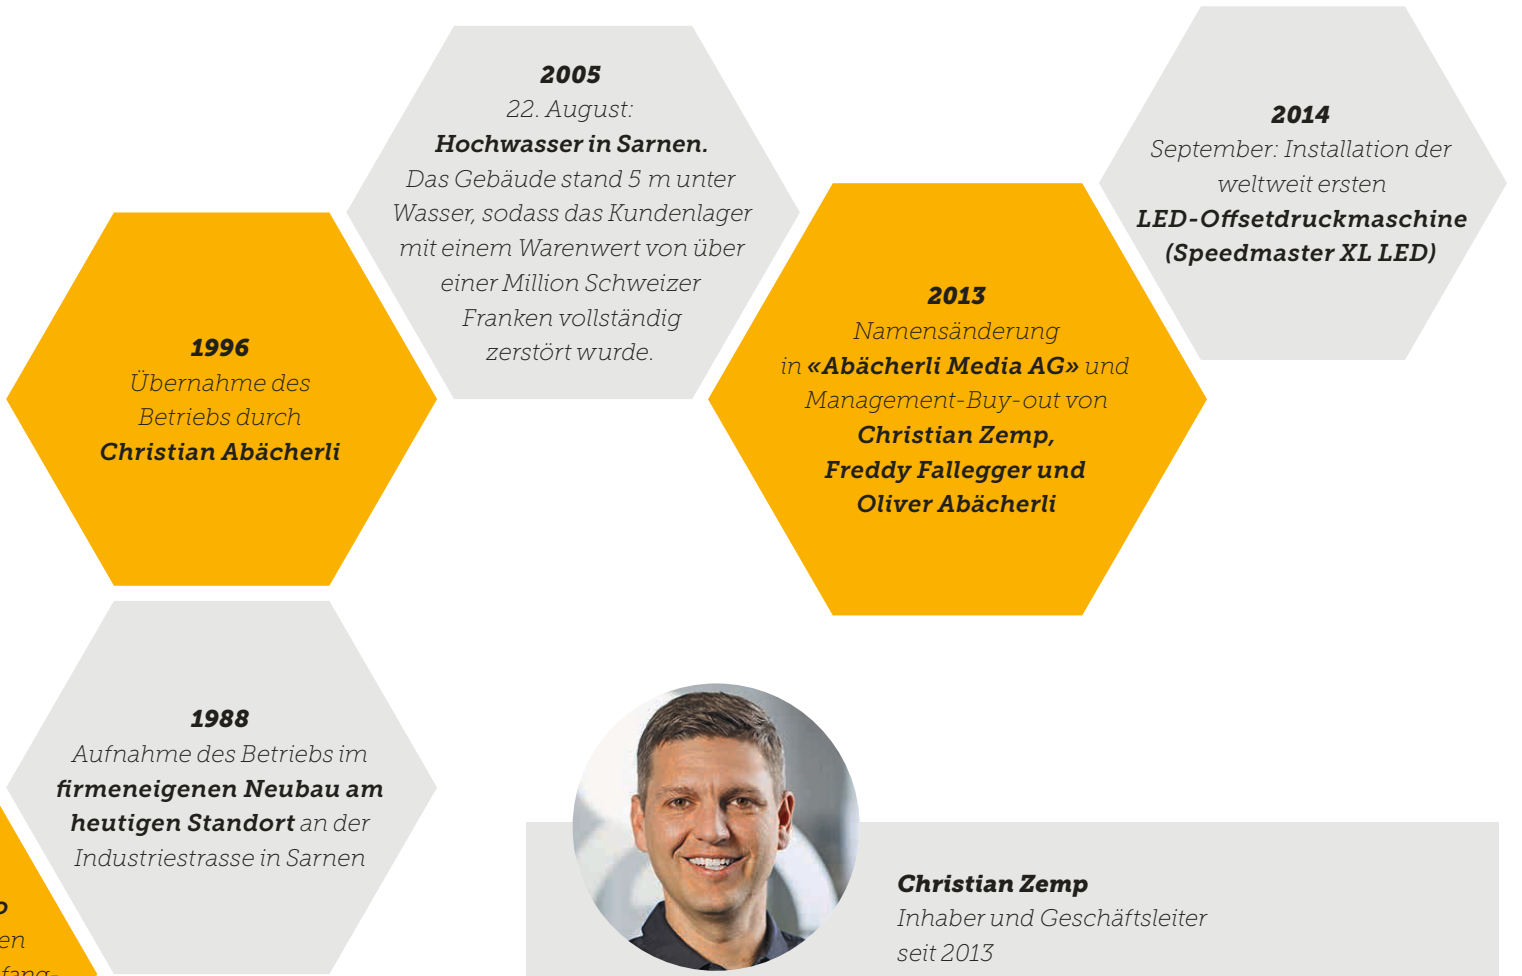 2005
22. August:
Hochwasser in Sarnen.
Das Gebäude stand 5 m unter
Wasser, sodass das Kundenlager
mit einem Warenwert von über
einer Million Schweizer
Franken vollständig
zerstört wurde.
2014
September: Installation der
weltweit ersten
LED-Offsetdruckmaschine
(Speedmaster XL LED)
1996
Übernahme des
Betriebs durch
Christian Abächerli
2013
Namensänderung
in «Abächerli Media AG» und
Management-Buy-out von
Christian Zemp,
Freddy Fallegger und
Oliver Abächerli
1988
Aufnahme des Betriebs im
firmeneigenen Neubau am
heutigen Standort an der
Industriestrasse in Sarnen
Christian Zemp
Inhaber und Geschäftsleiter
seit 2013